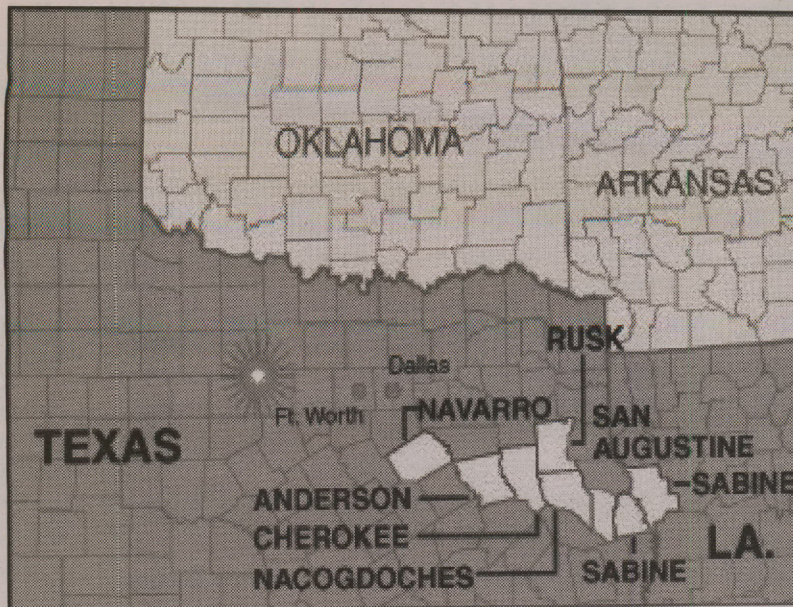 OKLAHOMA
ARKANSAS
RUSK
Dallas
Ft. Worth
NAVARRO
SAN
AUGUSTINE
TEXAS
ANDERSON
SABINE
CHEROKEE
LA.
NACOGDOCHES
SABINE